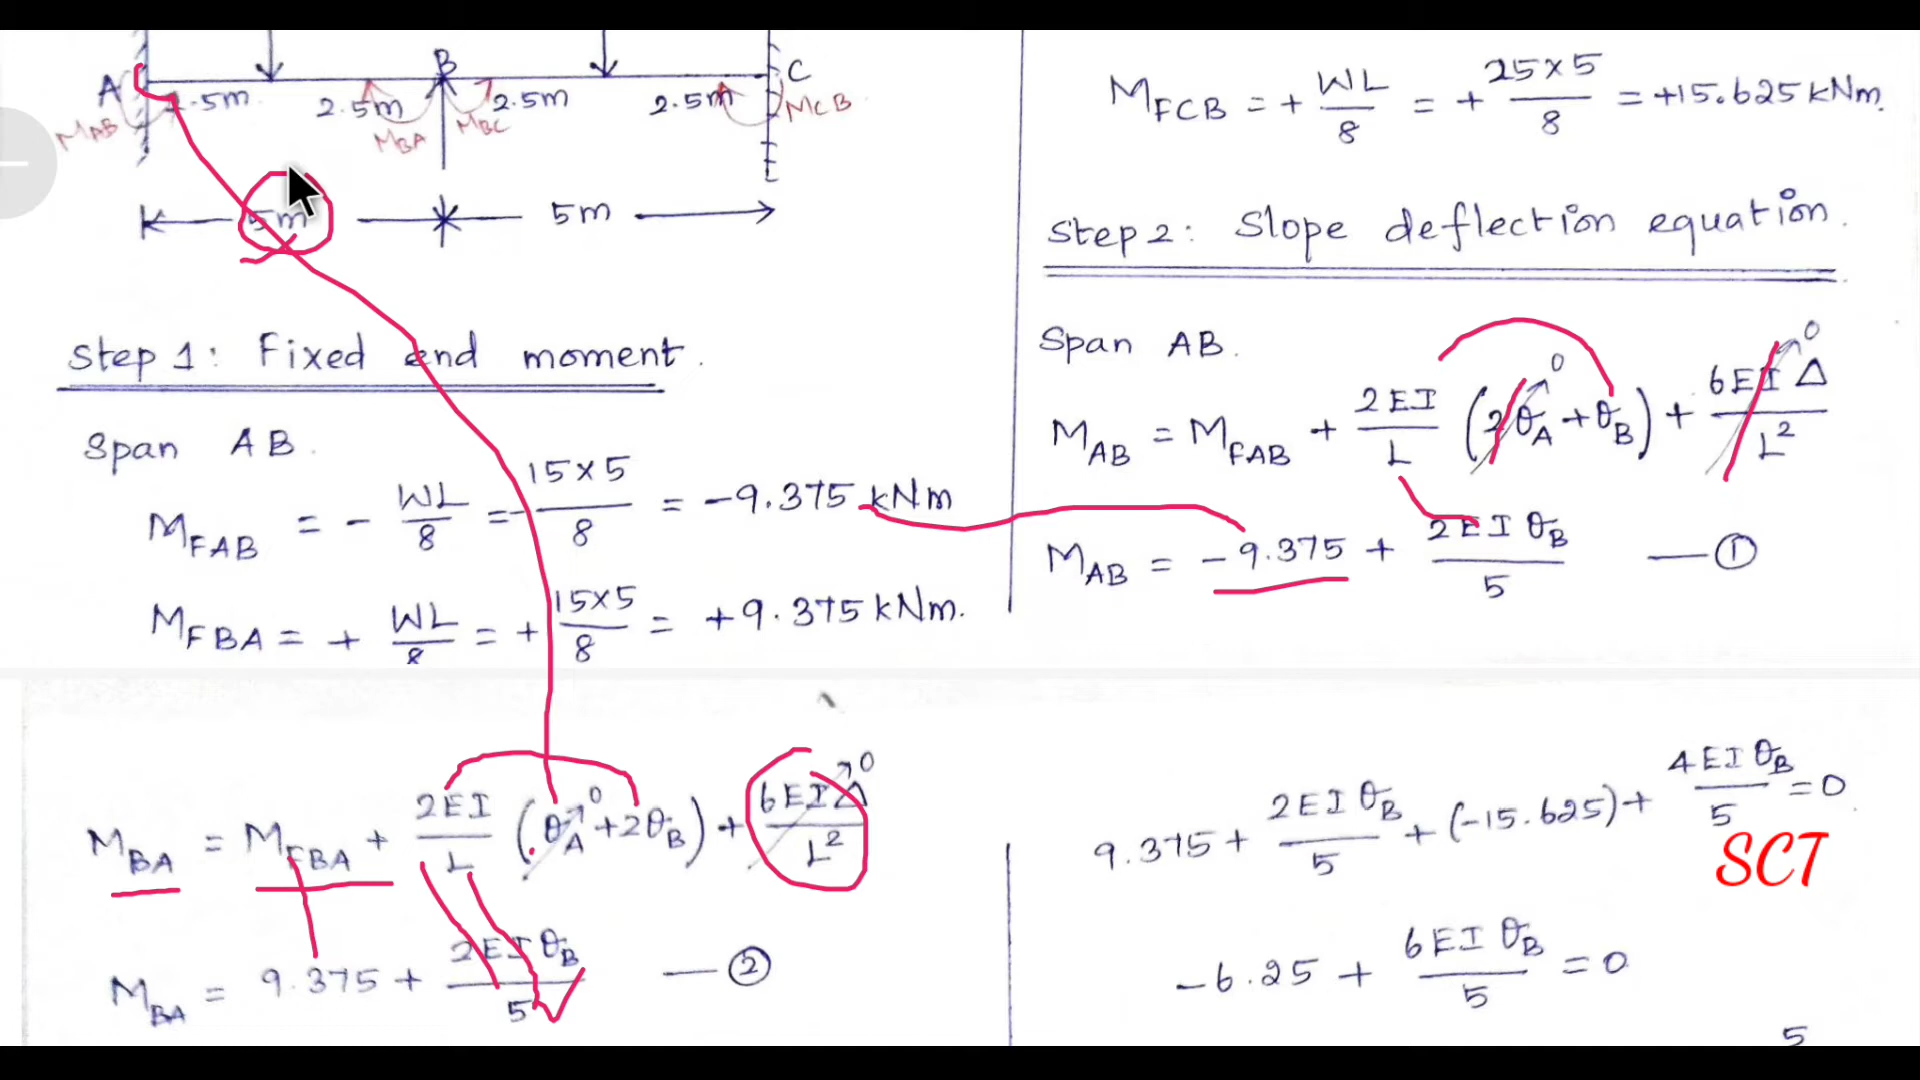 A B C
2.5m 2.5m 2.5m 2.5m
MAB MBA MBC MCB
5m 5m
Step 1: Fixed end moment.
Span AB.
MFAB = - WL/8 = - 15×5/8 = -9.375 kNm
MFBA = + WL/8 = + 15×5/8 = +9.375 kNm.
MFCB = + WL/8 = + 25×5/8 = +15.625 kNm.
Step 2: Slope deflection equation.
Span AB.
MAB = MFAB + 2EI/L (2θA→0 + θB) + 6EIΔ/L²→0
MAB = -9.375 + 2EIθB/5 — ①
MBA = MFBA + 2EI/L (θA→0 + 2θB) + 6EIΔ/L²→0
MBA = 9.375 + 2EIθB/5 — ②
9.375 + 2EIθB/5 + (-15.625) + 4EIθB/5 = 0
SCT
-6.25 + 6EIθB/5 = 0
5